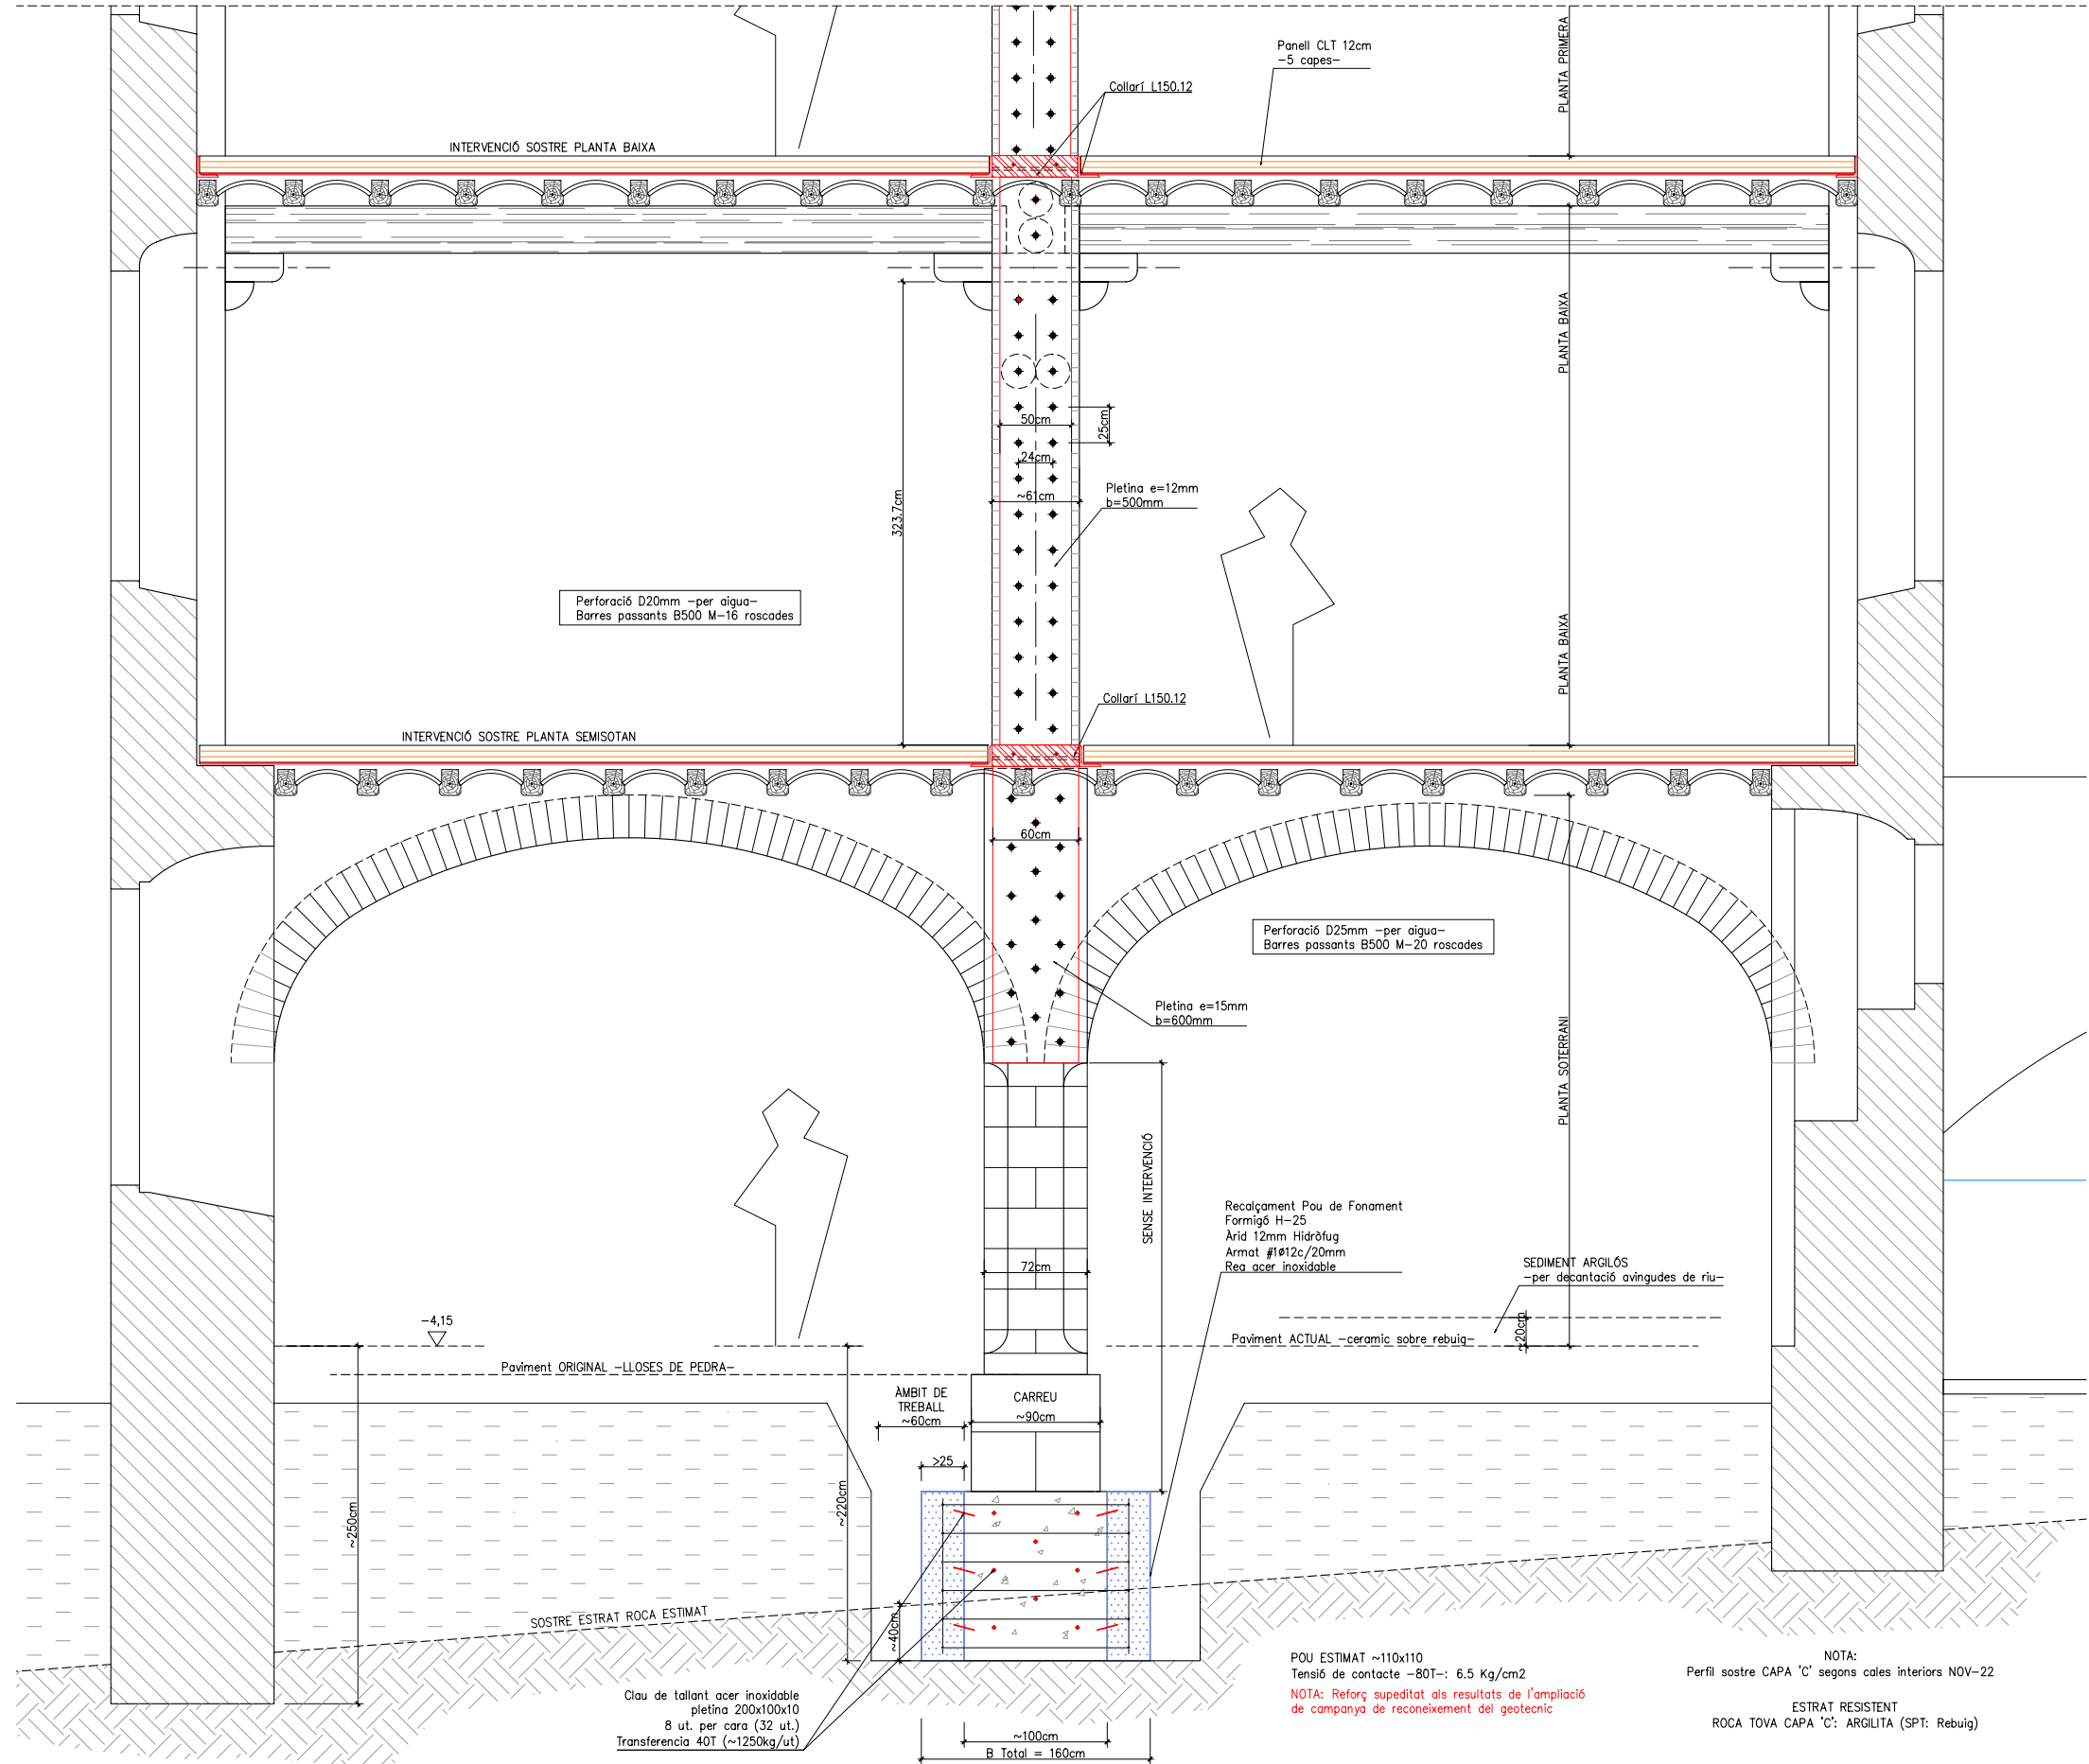 PLANTA PRIMERA
Panell CLT 12cm
-5 capes-
Collarí L150.12
INTERVENCIÓ SOSTRE PLANTA BAIXA
PLANTA BAIXA
50cm
25cm
24cm
~61cm
Pletina e=12mm
b=500mm
323.7cm
Perforació D20mm -per aigua-
Barres passants B500 M-16 roscades
PLANTA BAIXA
Collarí L150.12
INTERVENCIÓ SOSTRE PLANTA SEMISOTAN
60cm
Perforació D25mm -per aigua-
Barres passants B500 M-20 roscades
Pletina e=15mm
b=600mm
PLANTA SOTERRANI
SENSE INTERVENCIÓ
Recalçament Pou de Fonament
Formigó H-25
Àrid 12mm Hidròfug
Armat #1ø12c/20mm
Rea acer inoxidable
72cm
SEDIMENT ARGILÓS
-per decantació avingudes de riu-
~20cm
-4,15
Paviment ACTUAL -ceramic sobre rebuig-
Paviment ORIGINAL -LLOSES DE PEDRA-
ÀMBIT DE
TREBALL
~60cm
CARREU
~90cm
>25
~250cm
~220cm
~40cm
SOSTRE ESTRAT ROCA ESTIMAT
Clau de tallant acer inoxidable
pletina 200x100x10
8 ut. per cara (32 ut.)
Transferencia 40T (~1250kg/ut)
~100cm
B Total = 160cm
POU ESTIMAT ~110x110
Tensió de contacte -80T-: 6.5 Kg/cm2
NOTA: Reforç supeditat als resultats de l'ampliació
de campanya de reconeixement del geotecnic
NOTA:
Perfil sostre CAPA 'C' segons cales interiors NOV-22
ESTRAT RESISTENT
ROCA TOVA CAPA 'C': ARGILITA (SPT: Rebuig)